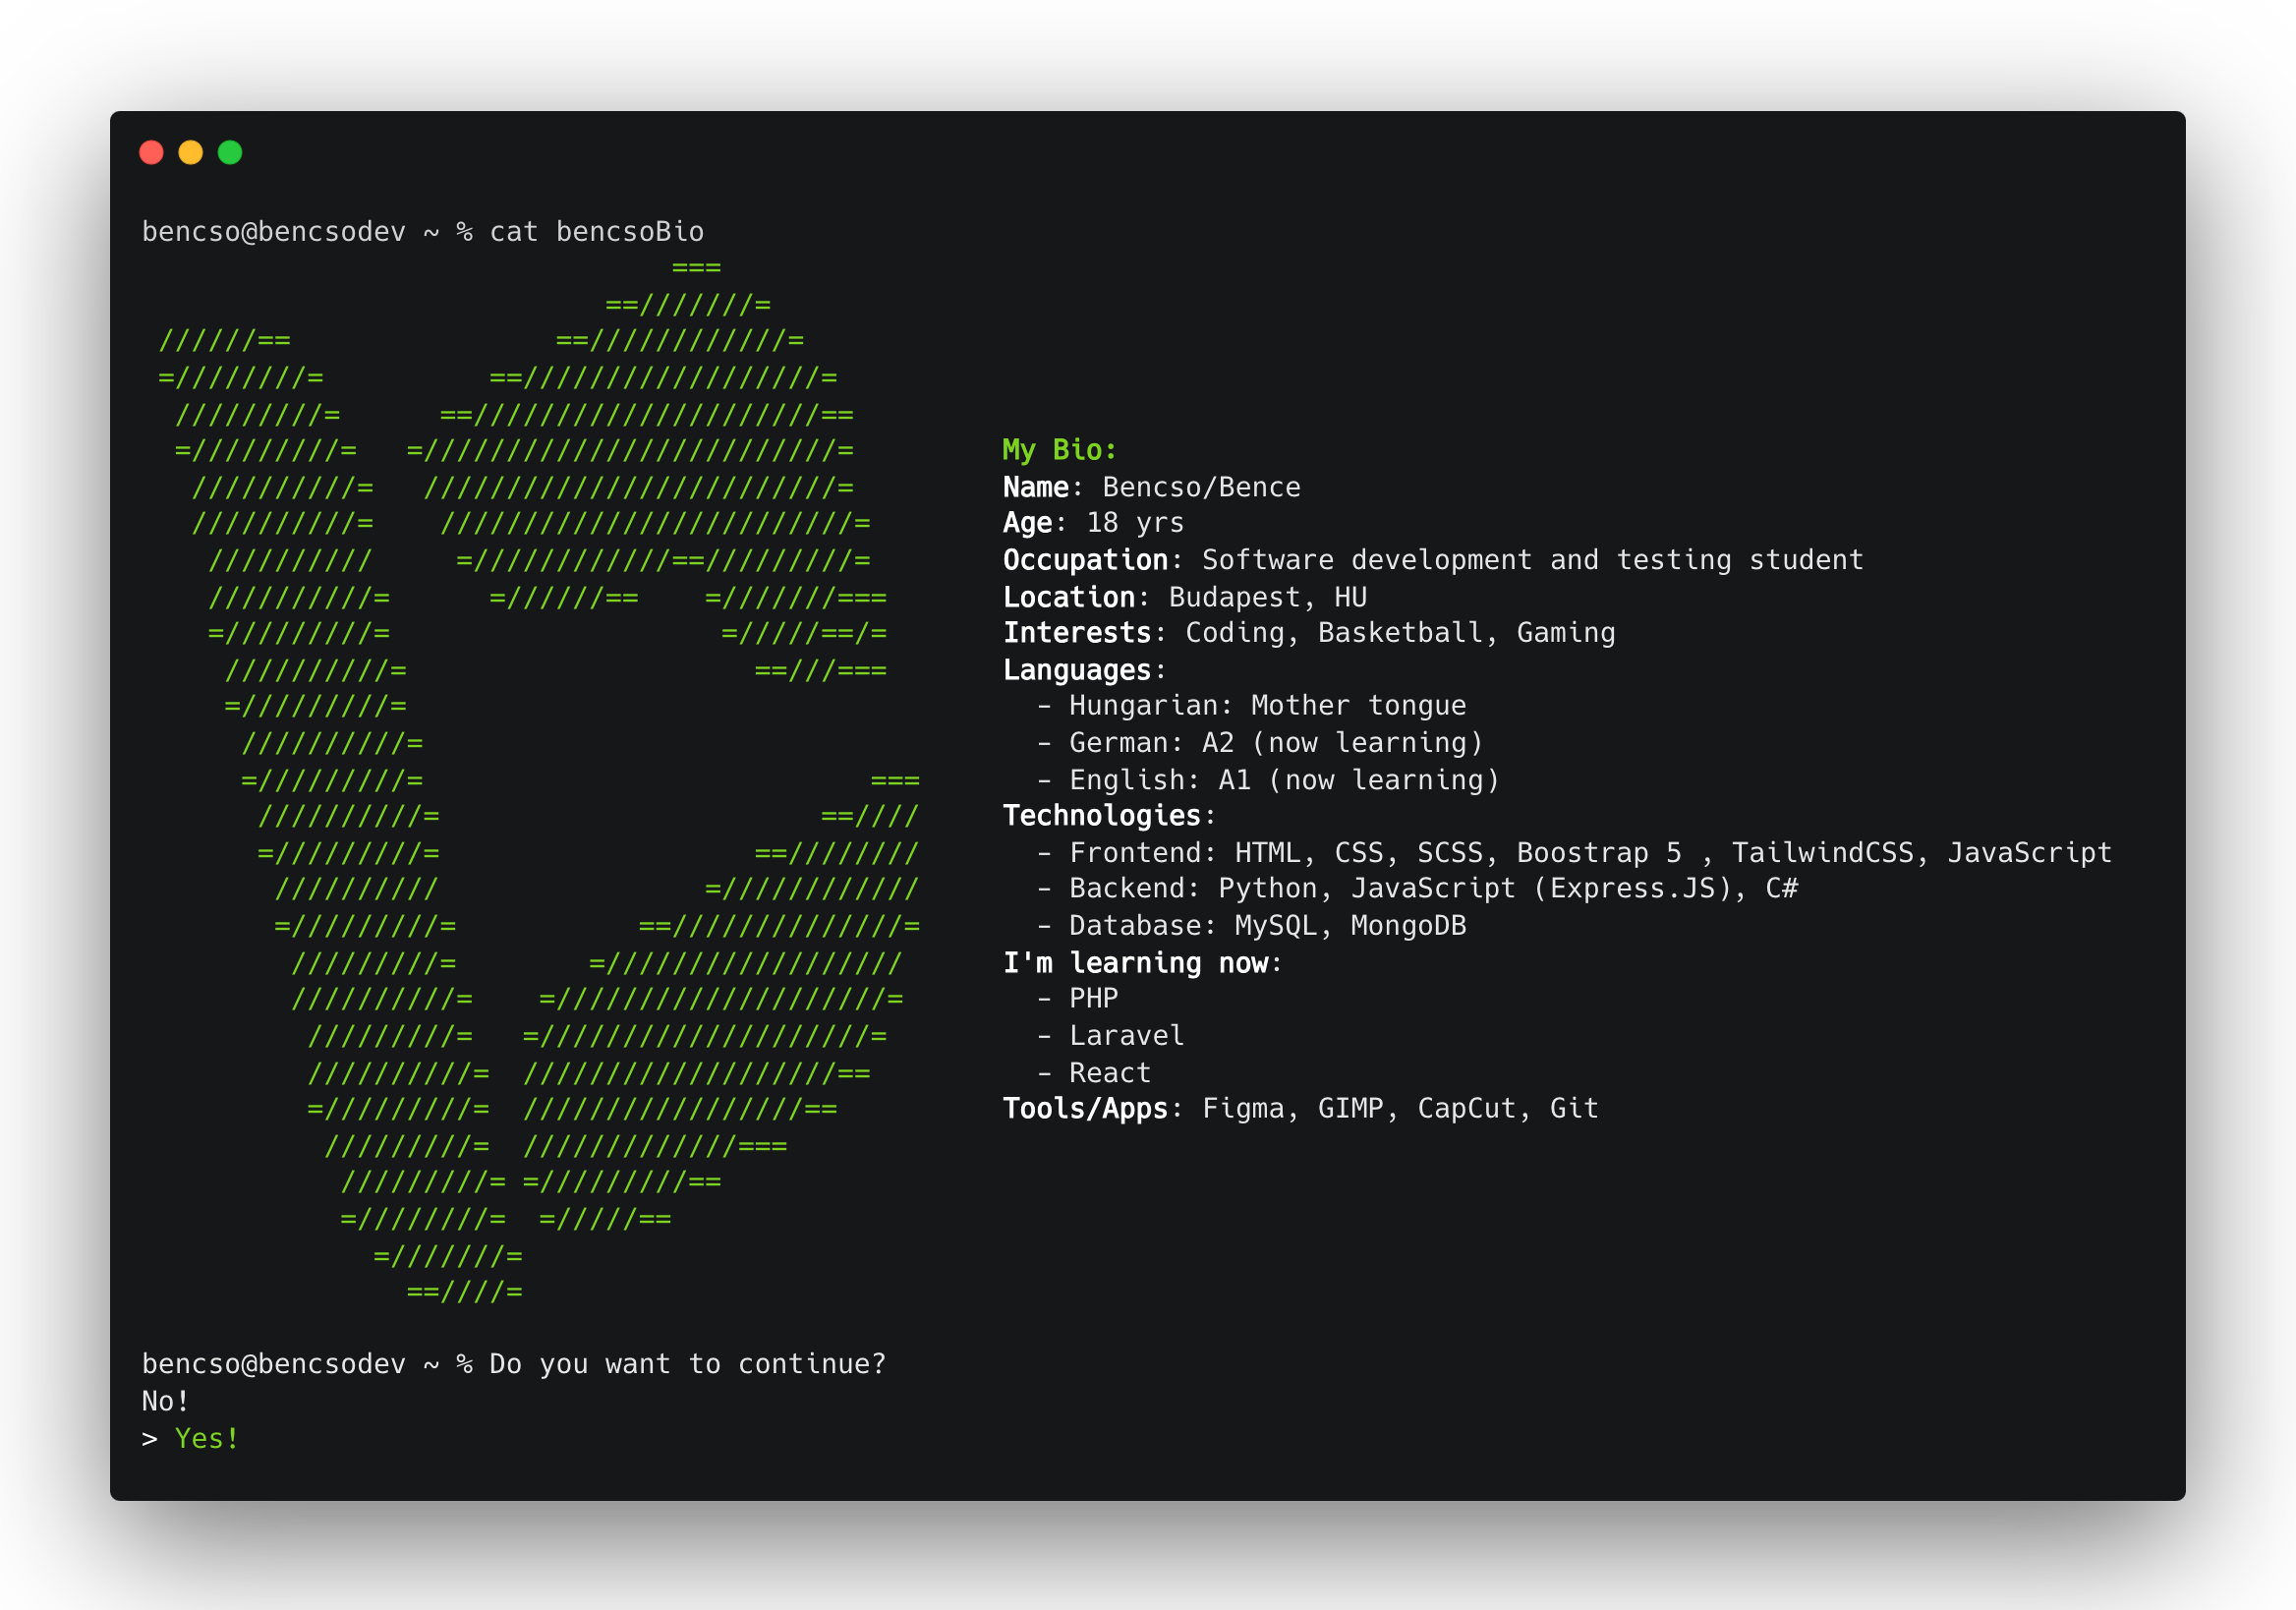 bencso@bencsodev ~ % cat bencsoBio
===
==///////=
//////== ==////////////=
=////////= ==//////////////////=
/////////= ==/////////////////////==
=/////////= =/////////////////////////= My Bio:
//////////= /////////////////////////= Name: Bencso/Bence
//////////= /////////////////////////= Age: 18 yrs
////////// =////////////==/////////= Occupation: Software development and testing student
//////////= =//////== =///////=== Location: Budapest, HU
=/////////= =/////==/= Interests: Coding, Basketball, Gaming
//////////= ==///=== Languages:
=/////////= - Hungarian: Mother tongue
//////////= - German: A2 (now learning)
=/////////= === - English: A1 (now learning)
//////////= ==//// Technologies:
=/////////= ==//////// - Frontend: HTML, CSS, SCSS, Boostrap 5 , TailwindCSS, JavaScript
////////// =//////////// - Backend: Python, JavaScript (Express.JS), C#
=/////////= ==//////////////= - Database: MySQL, MongoDB
/////////= =////////////////// I'm learning now:
//////////= =////////////////////= - PHP
/////////= =////////////////////= - Laravel
//////////= ///////////////////== - React
=/////////= /////////////////== Tools/Apps: Figma, GIMP, CapCut, Git
/////////= /////////////===
/////////= =/////////==
=////////= =/////==
=///////=
==////=
bencso@bencsodev ~ % Do you want to continue?
No!
> Yes!